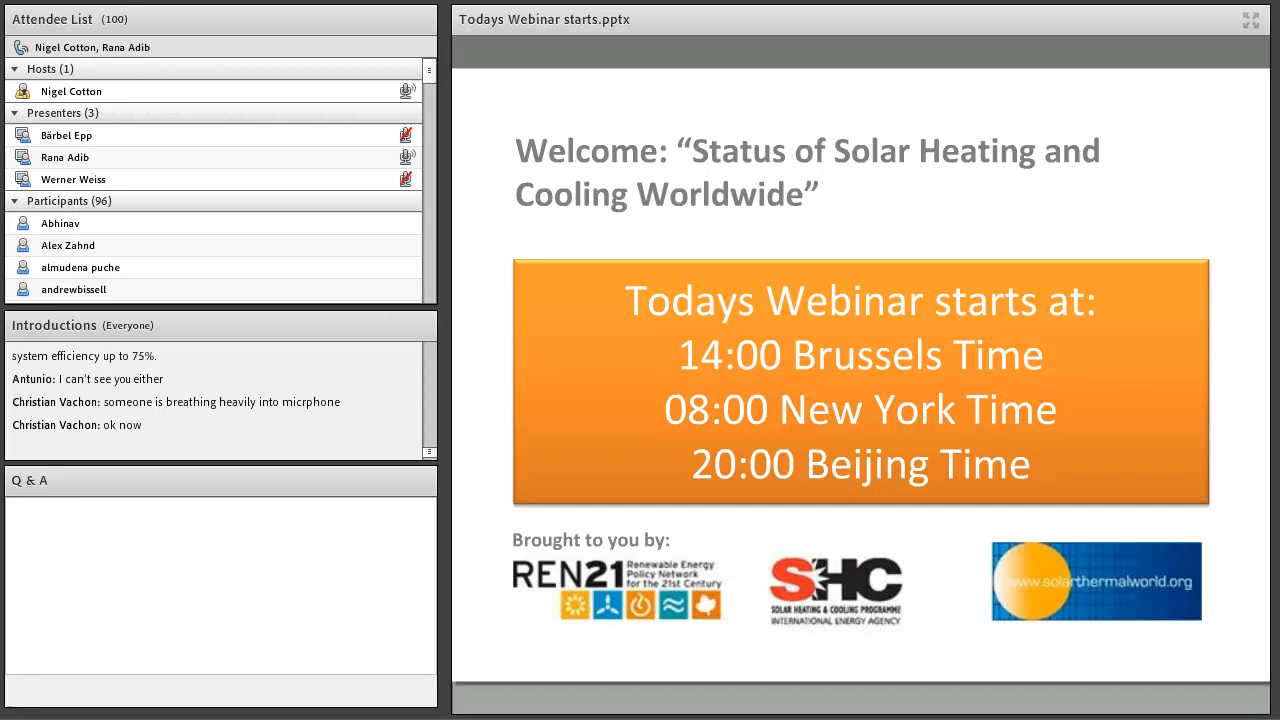 Attendee List (100)
Nigel Cotton, Rana Adib
Hosts (1)
Nigel Cotton
Presenters (3)
Bärbel Epp
Rana Adib
Werner Weiss
Participants (96)
Abhinav
Alex Zahnd
almudena puche
andrewbissell
Introductions (Everyone)
system efficiency up to 75%.
Antunio: I can't see you either
Christian Vachon: someone is breathing heavily into micrphone
Christian Vachon: ok now
Q & A
Todays Webinar starts.pptx
Welcome: “Status of Solar Heating and
Cooling Worldwide”
Todays Webinar starts at:
14:00 Brussels Time
08:00 New York Time
20:00 Beijing Time
Brought to you by:
REN21 Renewable Energy
Policy Network
for the 21st Century
SHC
SOLAR HEATING & COOLING PROGRAMME
INTERNATIONAL ENERGY AGENCY
www.solarthermalworld.org